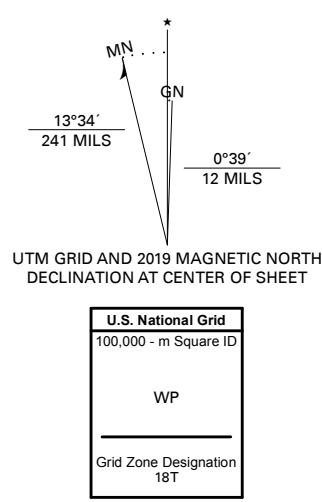 MN
GN
13°34´
241 MILS
0°39´
12 MILS
UTM GRID AND 2019 MAGNETIC NORTH
DECLINATION AT CENTER OF SHEET
U.S. National Grid
100,000 - m Square ID
WP
Grid Zone Designation
18T